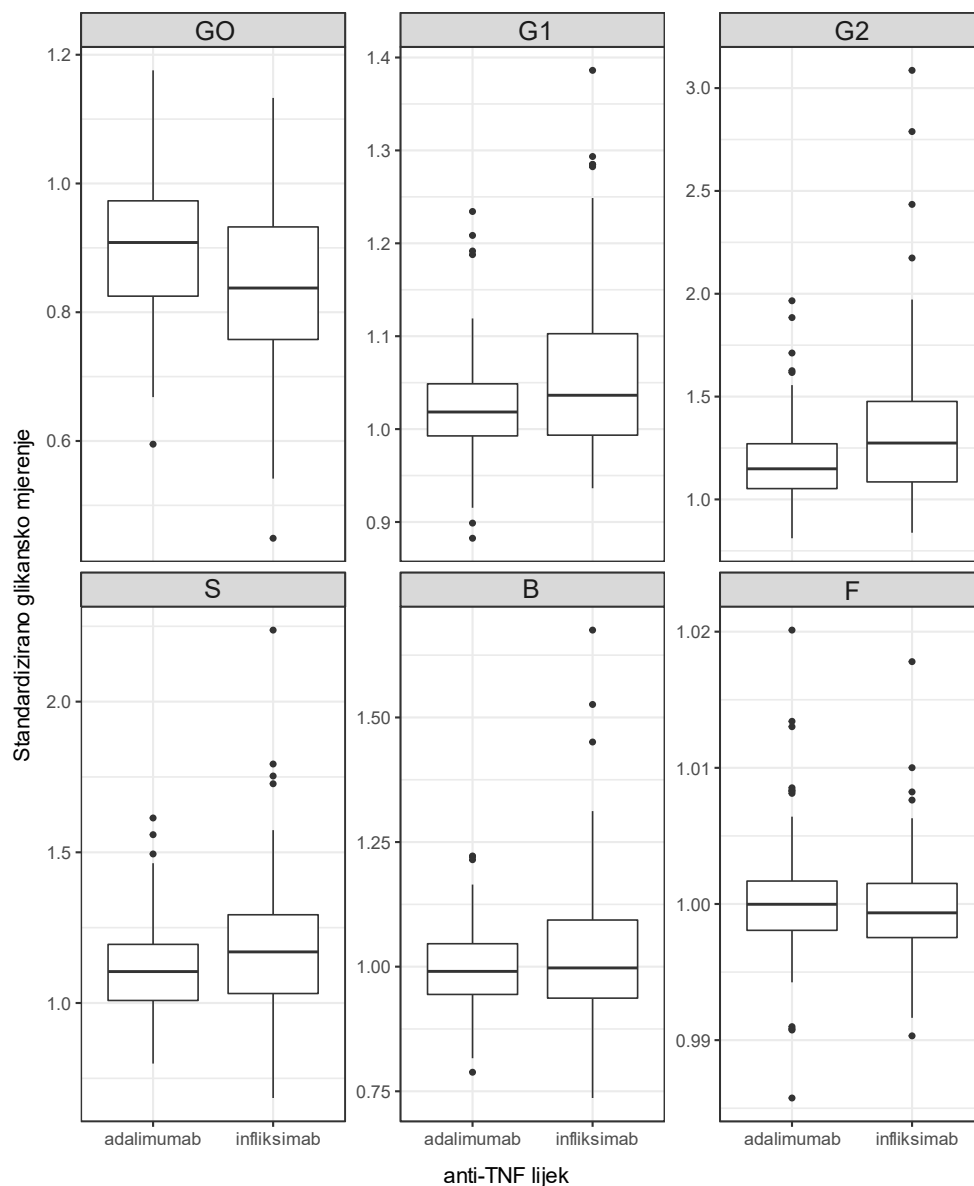 GO
G1
G2
1.2
1.0
0.8
0.6
1.4
1.3
1.2
1.1
1.0
0.9
3.0
2.5
2.0
1.5
1.0
Standardizirano glikansko mjerenje
S
B
F
2.0
1.5
1.0
1.50
1.25
1.00
0.75
1.02
1.01
1.00
0.99
adalimumab infliksimab
adalimumab infliksimab
adalimumab infliksimab
anti-TNF lijek